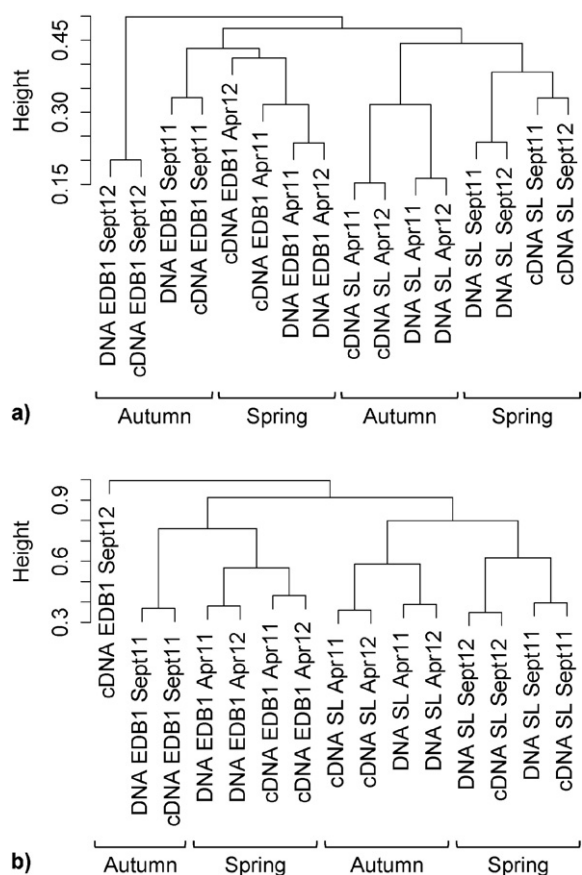 Height
0.45
0.30
0.15
DNA EDB1 Sept12
cDNA EDB1 Sept12
DNA EDB1 Sept11
cDNA EDB1 Sept11
cDNA EDB1 Apr12
cDNA EDB1 Apr11
DNA EDB1 Apr11
DNA EDB1 Apr12
cDNA SL Apr11
cDNA SL Apr12
DNA SL Apr11
DNA SL Apr12
DNA SL Sept11
DNA SL Sept12
cDNA SL Sept11
cDNA SL Sept12
a)
Autumn Spring Autumn Spring
Height
0.9
0.6
0.3
cDNA EDB1 Sept12
DNA EDB1 Sept11
cDNA EDB1 Sept11
DNA EDB1 Apr11
DNA EDB1 Apr12
cDNA EDB1 Apr11
cDNA EDB1 Apr12
cDNA SL Apr11
cDNA SL Apr12
DNA SL Apr11
DNA SL Apr12
DNA SL Sept12
cDNA SL Sept12
DNA SL Sept11
cDNA SL Sept11
b)
Autumn Spring Autumn Spring